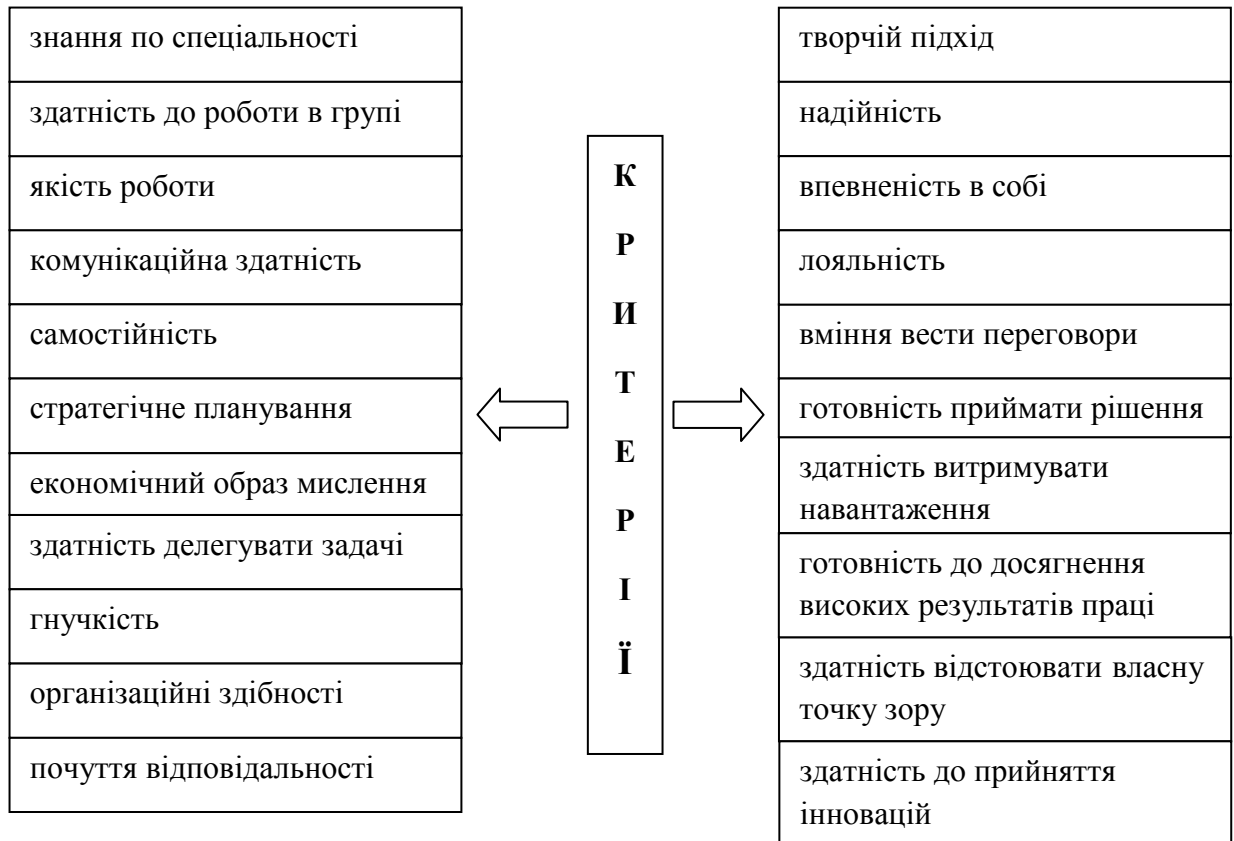 знання по спеціальності
здатність до роботи в групі
якість роботи
комунікаційна здатність
самостійність
стратегічне планування
економічний образ мислення
здатність делегувати задачі
гнучкість
організаційні здібності
почуття відповідальності
К
Р
И
Т
Е
Р
І
Ї
творчій підхід
надійність
впевненість в собі
лояльність
вміння вести переговори
готовність приймати рішення
здатність витримувати
навантаження
готовність до досягнення
високих результатів праці
здатність відстоювати власну
точку зору
здатність до прийняття
інновацій